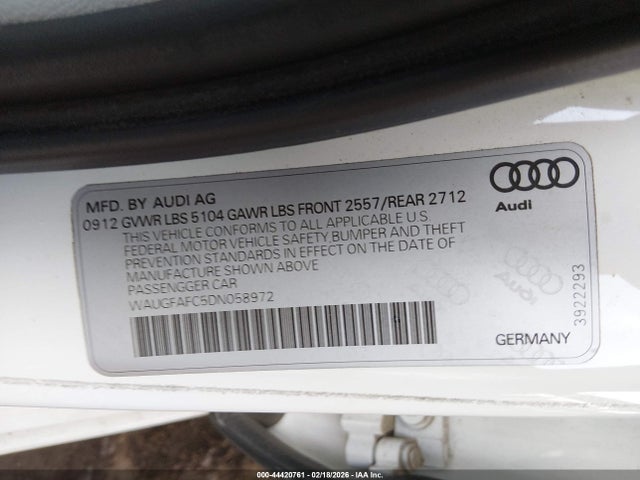 MFD. BY AUDI AG
0912 GVWR LBS 5104 GAWR LBS FRONT 2557/REAR 2712
THIS VEHICLE CONFORMS TO ALL APPLICABLE U.S.
FEDERAL MOTOR VEHICLE SAFETY BUMPER AND THEFT
PREVENTION STANDARDS IN EFFECT ON THE DATE OF
MANUFACTURE SHOWN ABOVE
PASSENGER CAR
WAUGFAFC5DN058972
Audi
Audi
3922293
GERMANY
000-44420761 - 02/18/2026 - IAA Inc.